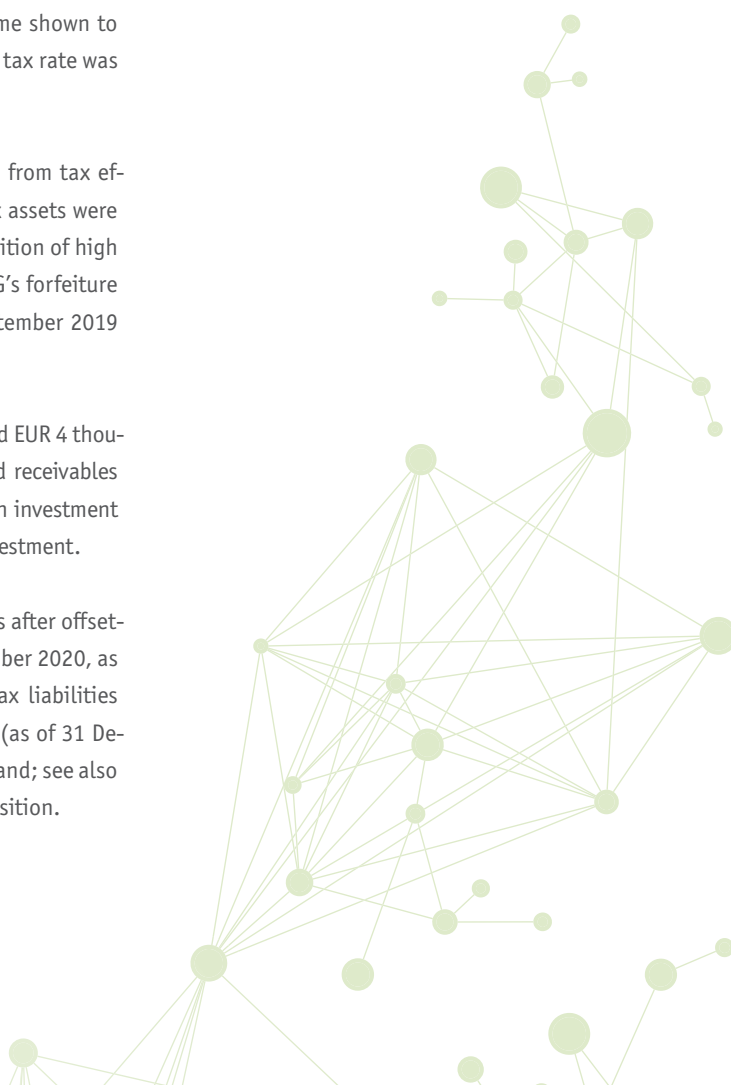 me shown to
tax rate was
from tax ef-
assets were
ition of high
G's forfeiture
tember 2019
d EUR 4 thou-
d receivables
n investment
estment.
s after offset-
ber 2020, as
ax liabilities
(as of 31 De-
and; see also
sition.